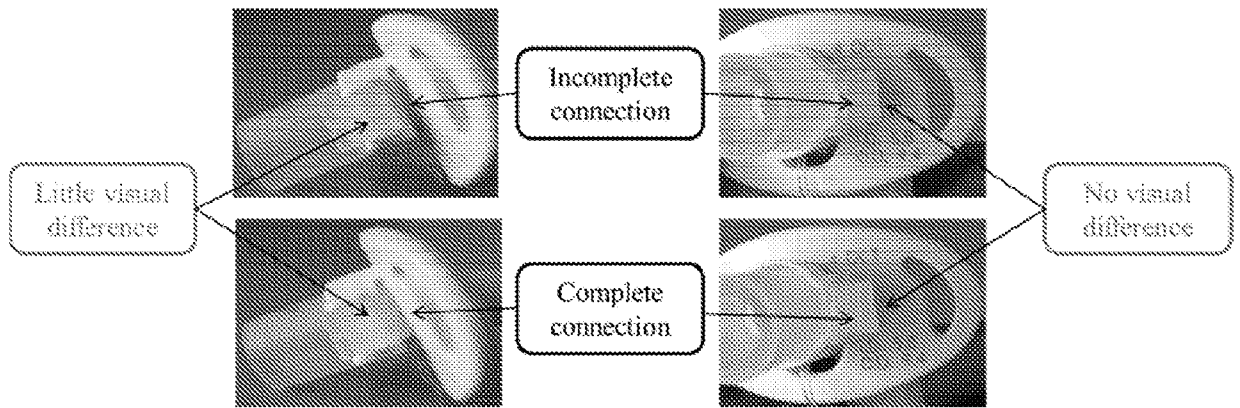 Incomplete
connection
Little visual
difference
No visual
difference
Complete
connection